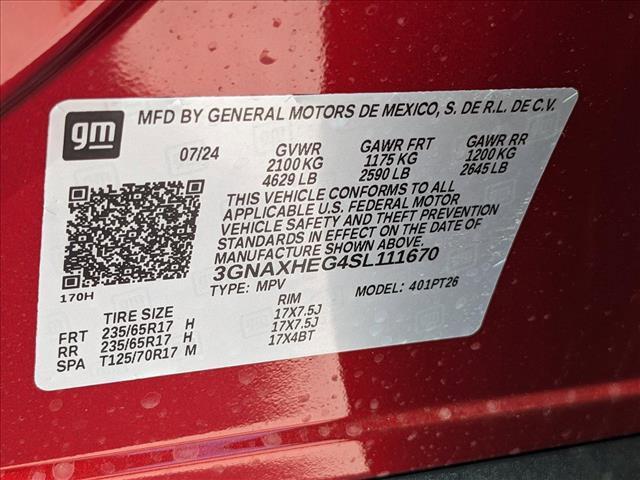 gm
MFD BY GENERAL MOTORS DE MEXICO, S. DE R.L. DE C.V.
07/24 GVWR GAWR FRT GAWR RR
2100 KG 1175 KG 1200 KG
4629 LB 2590 LB 2645 LB
THIS VEHICLE CONFORMS TO ALL
APPLICABLE U.S. FEDERAL MOTOR
VEHICLE SAFETY AND THEFT PREVENTION
STANDARDS IN EFFECT ON THE DATE OF
MANUFACTURE SHOWN ABOVE.
3GNAXHEG4SL111670
170H TYPE: MPV MODEL: 401PT26
TIRE SIZE RIM
FRT 235/65R17 H 17X7.5J
RR 235/65R17 H 17X7.5J
SPA T125/70R17 M 17X4BT